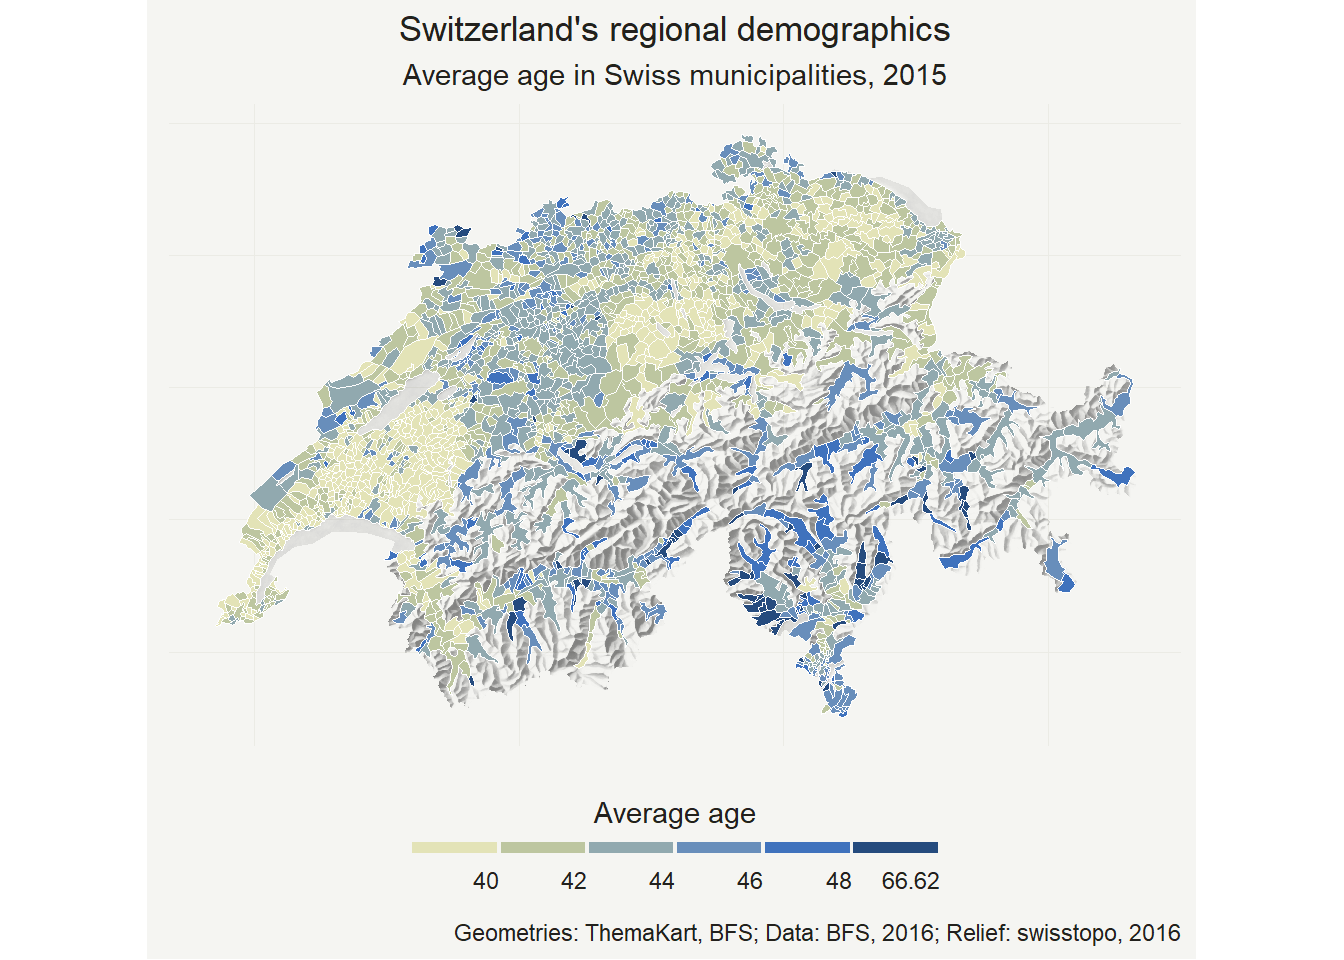 Switzerland's regional demographics
Average age in Swiss municipalities, 2015
Average age
40 42 44 46 48 66.62
Geometries: ThemaKart, BFS; Data: BFS, 2016; Relief: swisstopo, 2016